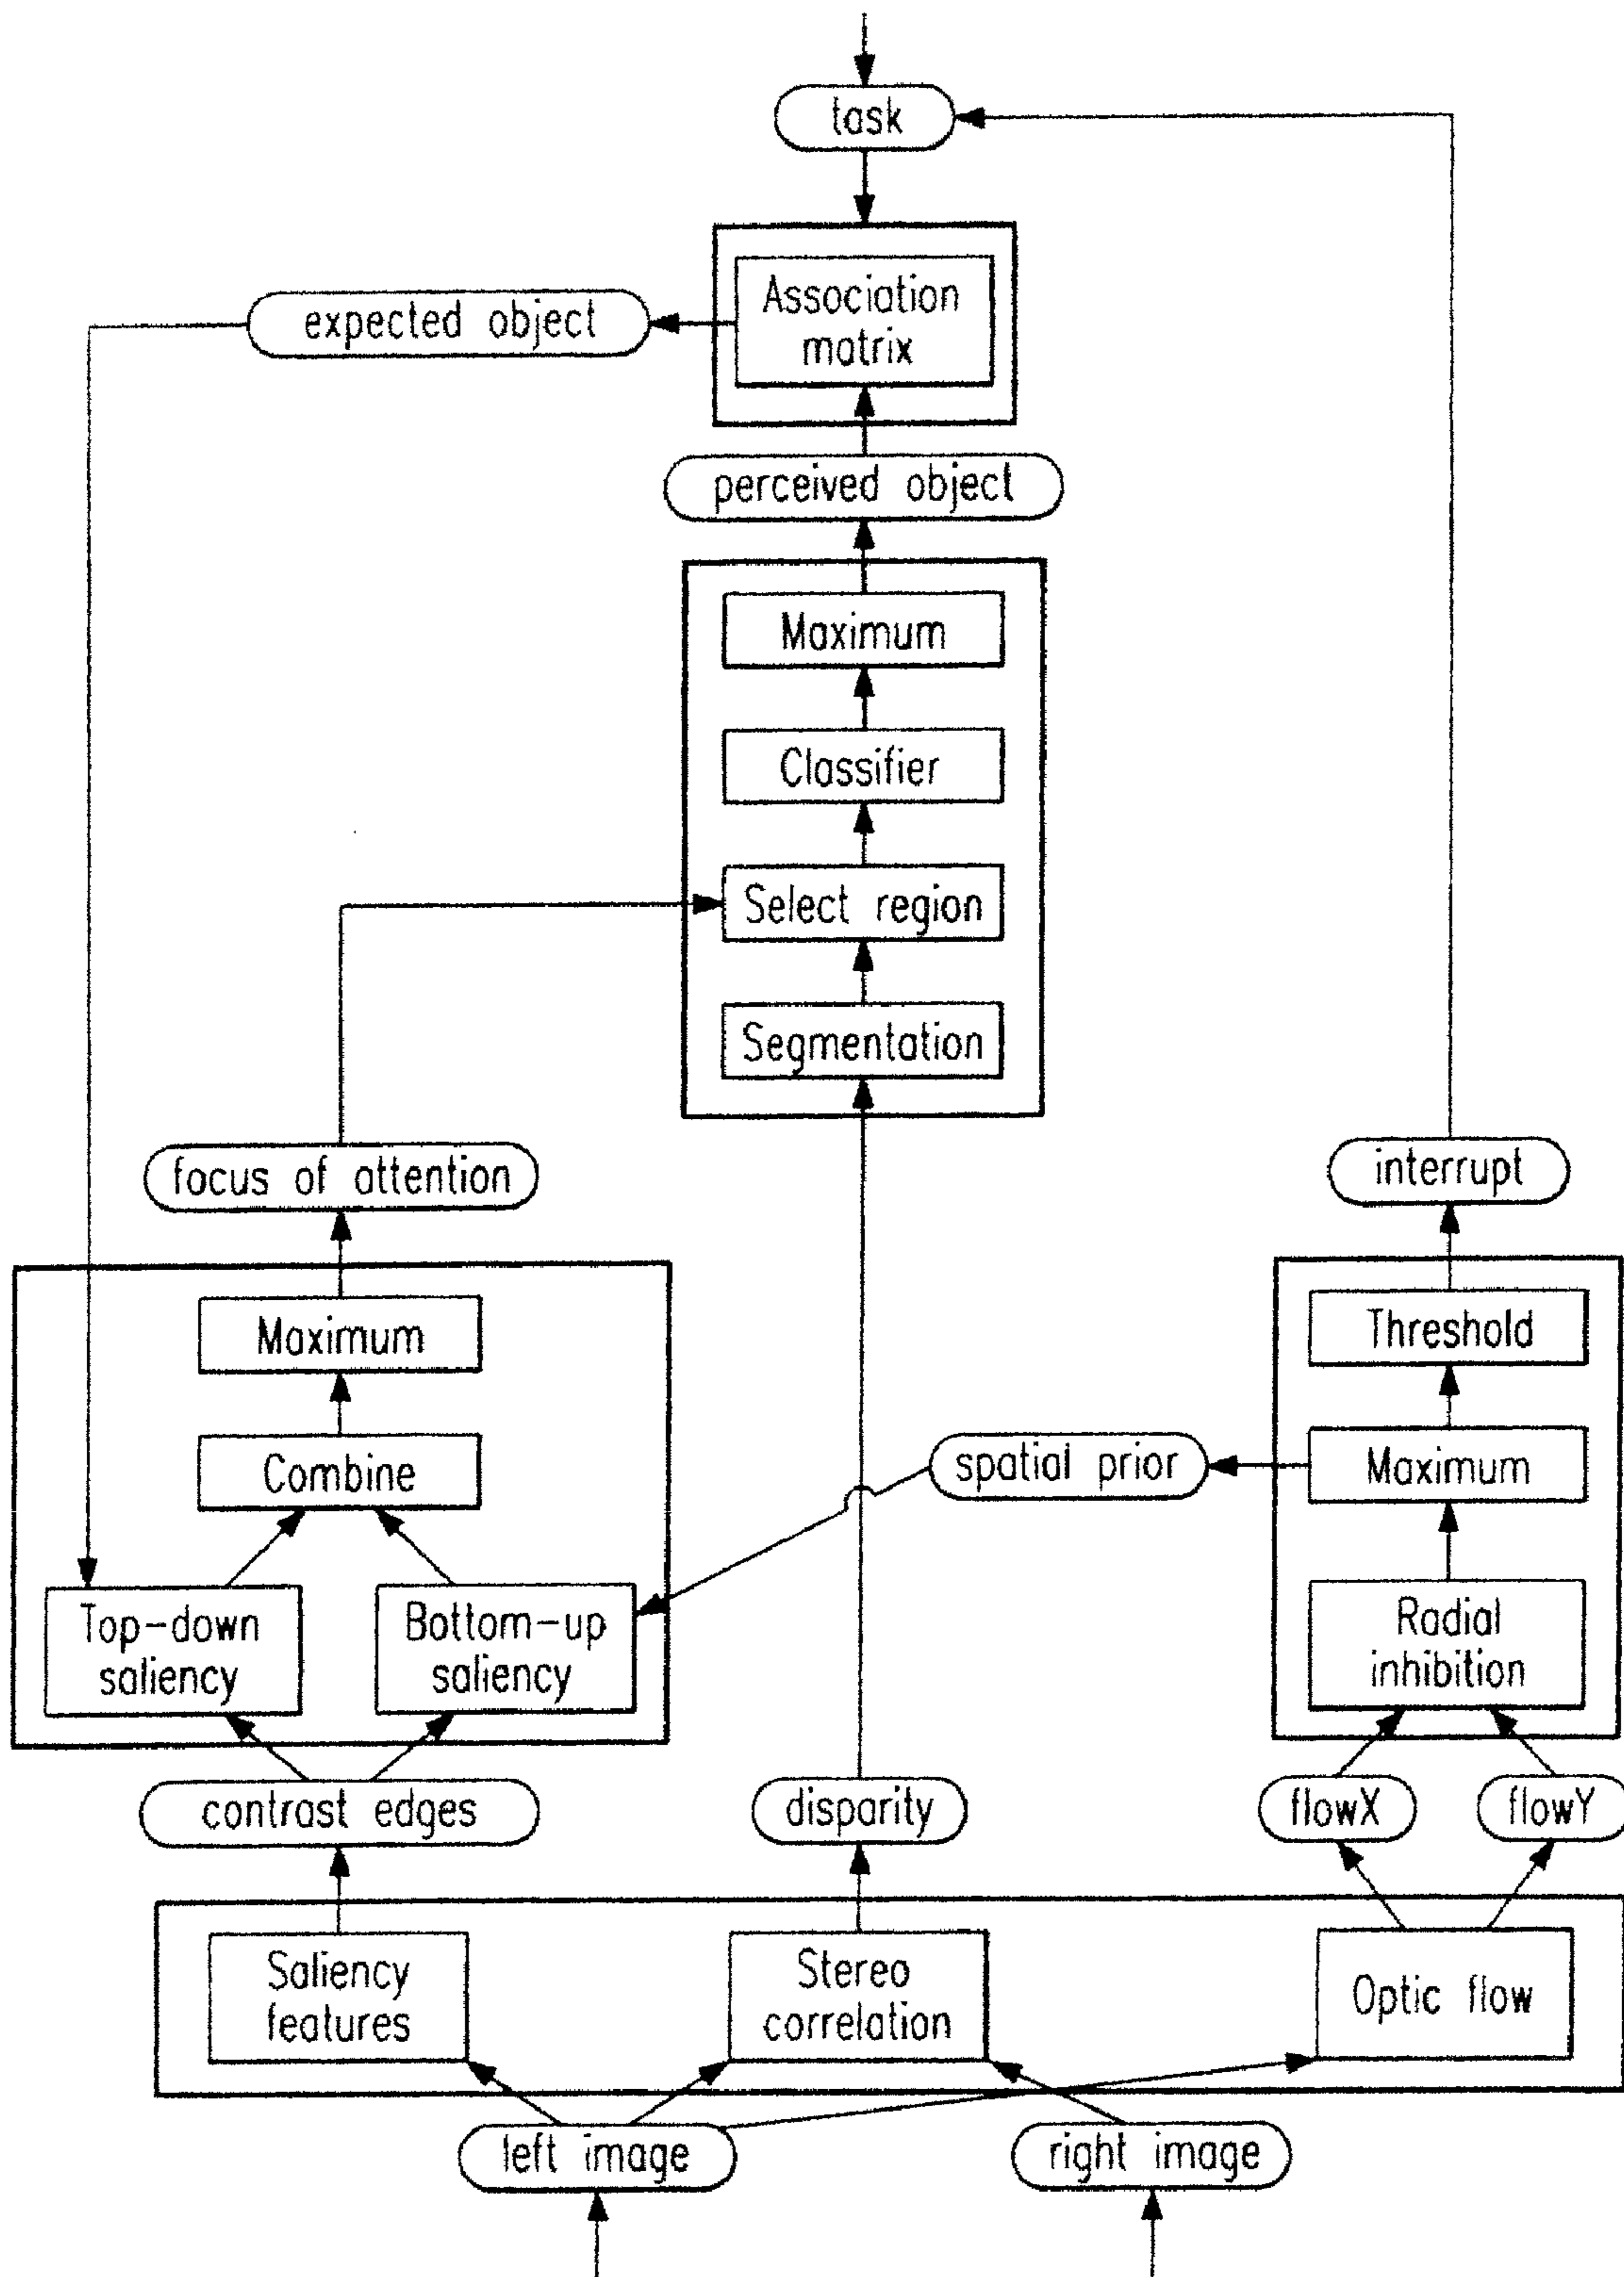 task
Association
matrix
expected object
perceived object
Maximum
Classifier
Select region
Segmentation
focus of attention
interrupt
Maximum
Threshold
Combine
spatial prior
Maximum
Top-down
saliency
Bottom-up
saliency
Radial
inhibition
contrast edges
disparity
flowX
flowY
Saliency
features
Stereo
correlation
Optic flow
left image
right image